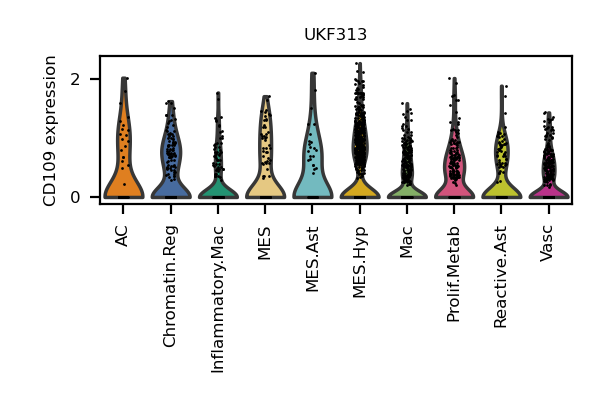 UKF313
CD109 expression
2
0
AC
Chromatin.Reg
Inflammatory.Mac
MES
MES.Ast
MES.Hyp
Mac
Prolif.Metab
Reactive.Ast
Vasc